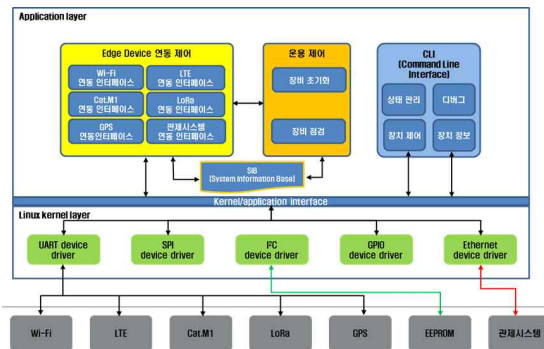 Application layer
Edge Device 연동 제어
Wi-Fi
연동 인터페이스
LTE
연동 인터페이스
Cat.M1
연동 인터페이스
LoRa
연동 인터페이스
GPS
연동인터페이스
관제시스템
연동인터페이스
운용 제어
장비 초기화
장비 점검
CLI
(Command Line
Interface)
상태 관리
디버그
장치 제어
장치 정보
SIB
(System Information Base)
Kernel/application interface
Linux kernel layer
UART device
driver
SPI
device driver
I²C
device driver
GPIO
device driver
Ethernet
device driver
Wi-Fi
LTE
Cat.M1
LoRa
GPS
EEPROM
관제시스템